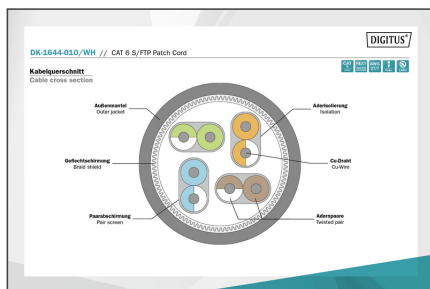 DIGITUS®
DK-1644-010/WH // CAT 6 S/FTP Patch Cord
Kabelquerschnitt
Cable cross section
Außenmantel
Outer jacket
Aderisolierung
Isolation
Geflechtschirmung
Braid shield
Cu-Draht
Cu-Wire
Paarabschirmung
Pair screen
Adernpaare
Twisted pair